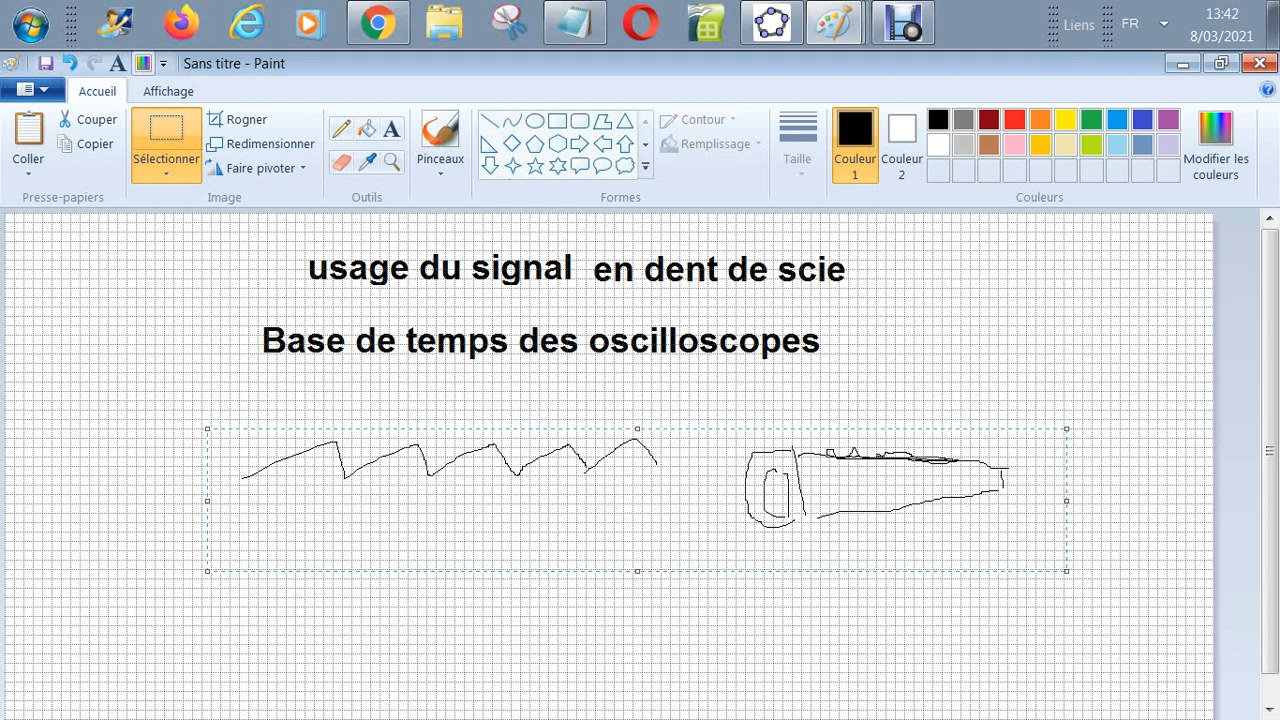 Liens
FR
13:42
8/03/2021
Sans titre - Paint
Accueil
Affichage
Coller
Couper
Copier
Presse-papiers
Sélectionner
Rogner
Redimensionner
Faire pivoter
Image
Outils
Pinceaux
Contour
Remplissage
Formes
Taille
Couleur 1
Couleur 2
Modifier les couleurs
Couleurs
usage du signal en dent de scie
Base de temps des oscilloscopes